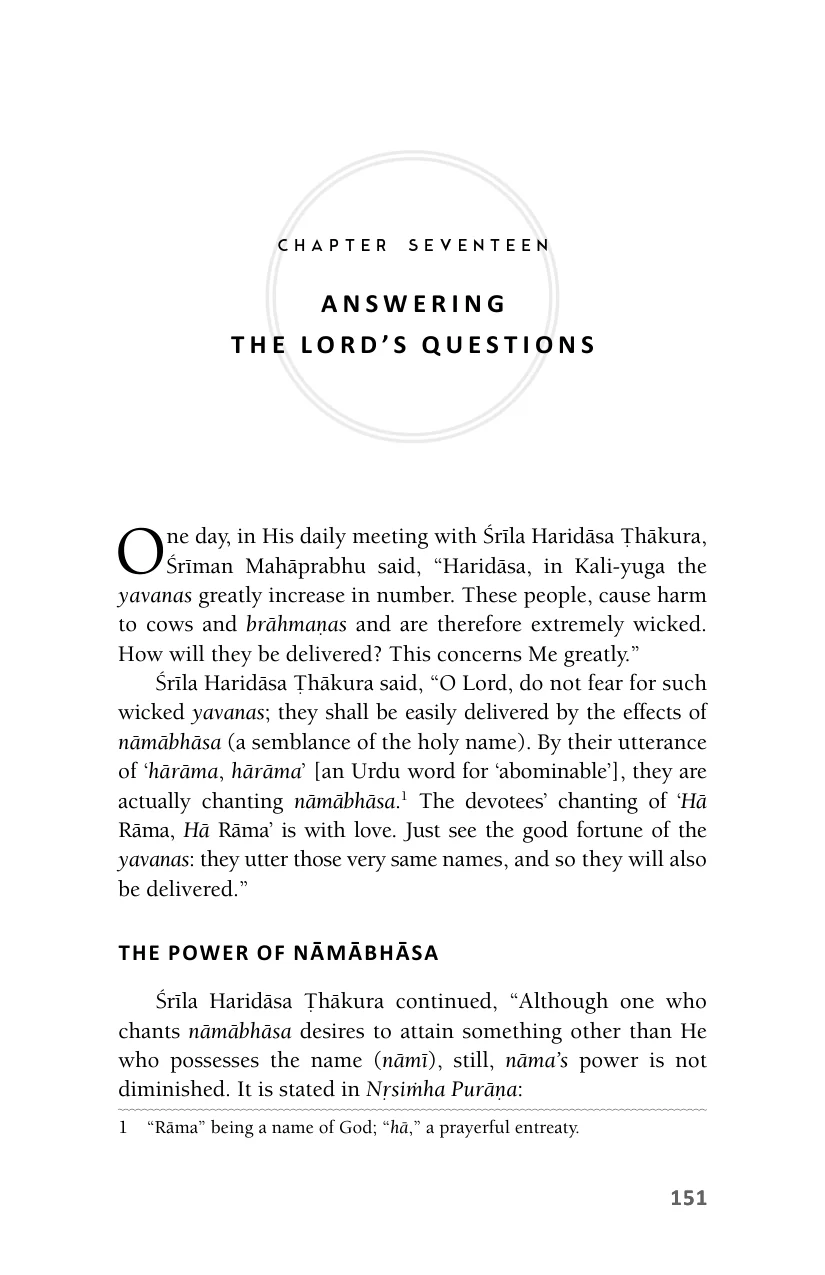 CHAPTER SEVENTEEN
ANSWERING
THE LORD’S QUESTIONS
One day, in His daily meeting with Śrīla Haridāsa Ṭhākura,
Śrīman Mahāprabhu said, “Haridāsa, in Kali-yuga the
yavanas greatly increase in number. These people, cause harm
to cows and brāhmaṇas and are therefore extremely wicked.
How will they be delivered? This concerns Me greatly.”
Śrīla Haridāsa Ṭhākura said, “O Lord, do not fear for such
wicked yavanas; they shall be easily delivered by the effects of
nāmābhāsa (a semblance of the holy name). By their utterance
of ‘hārāma, hārāma’ [an Urdu word for ‘abominable’], they are
actually chanting nāmābhāsa.1 The devotees’ chanting of ‘Hā
Rāma, Hā Rāma’ is with love. Just see the good fortune of the
yavanas: they utter those very same names, and so they will also
be delivered.”
THE POWER OF NĀMĀBHĀSA
Śrīla Haridāsa Ṭhākura continued, “Although one who
chants nāmābhāsa desires to attain something other than He
who possesses the name (nāmī), still, nāma’s power is not
diminished. It is stated in Nṛsiṁha Purāṇa:
1 “Rāma” being a name of God; “hā,” a prayerful entreaty.
151